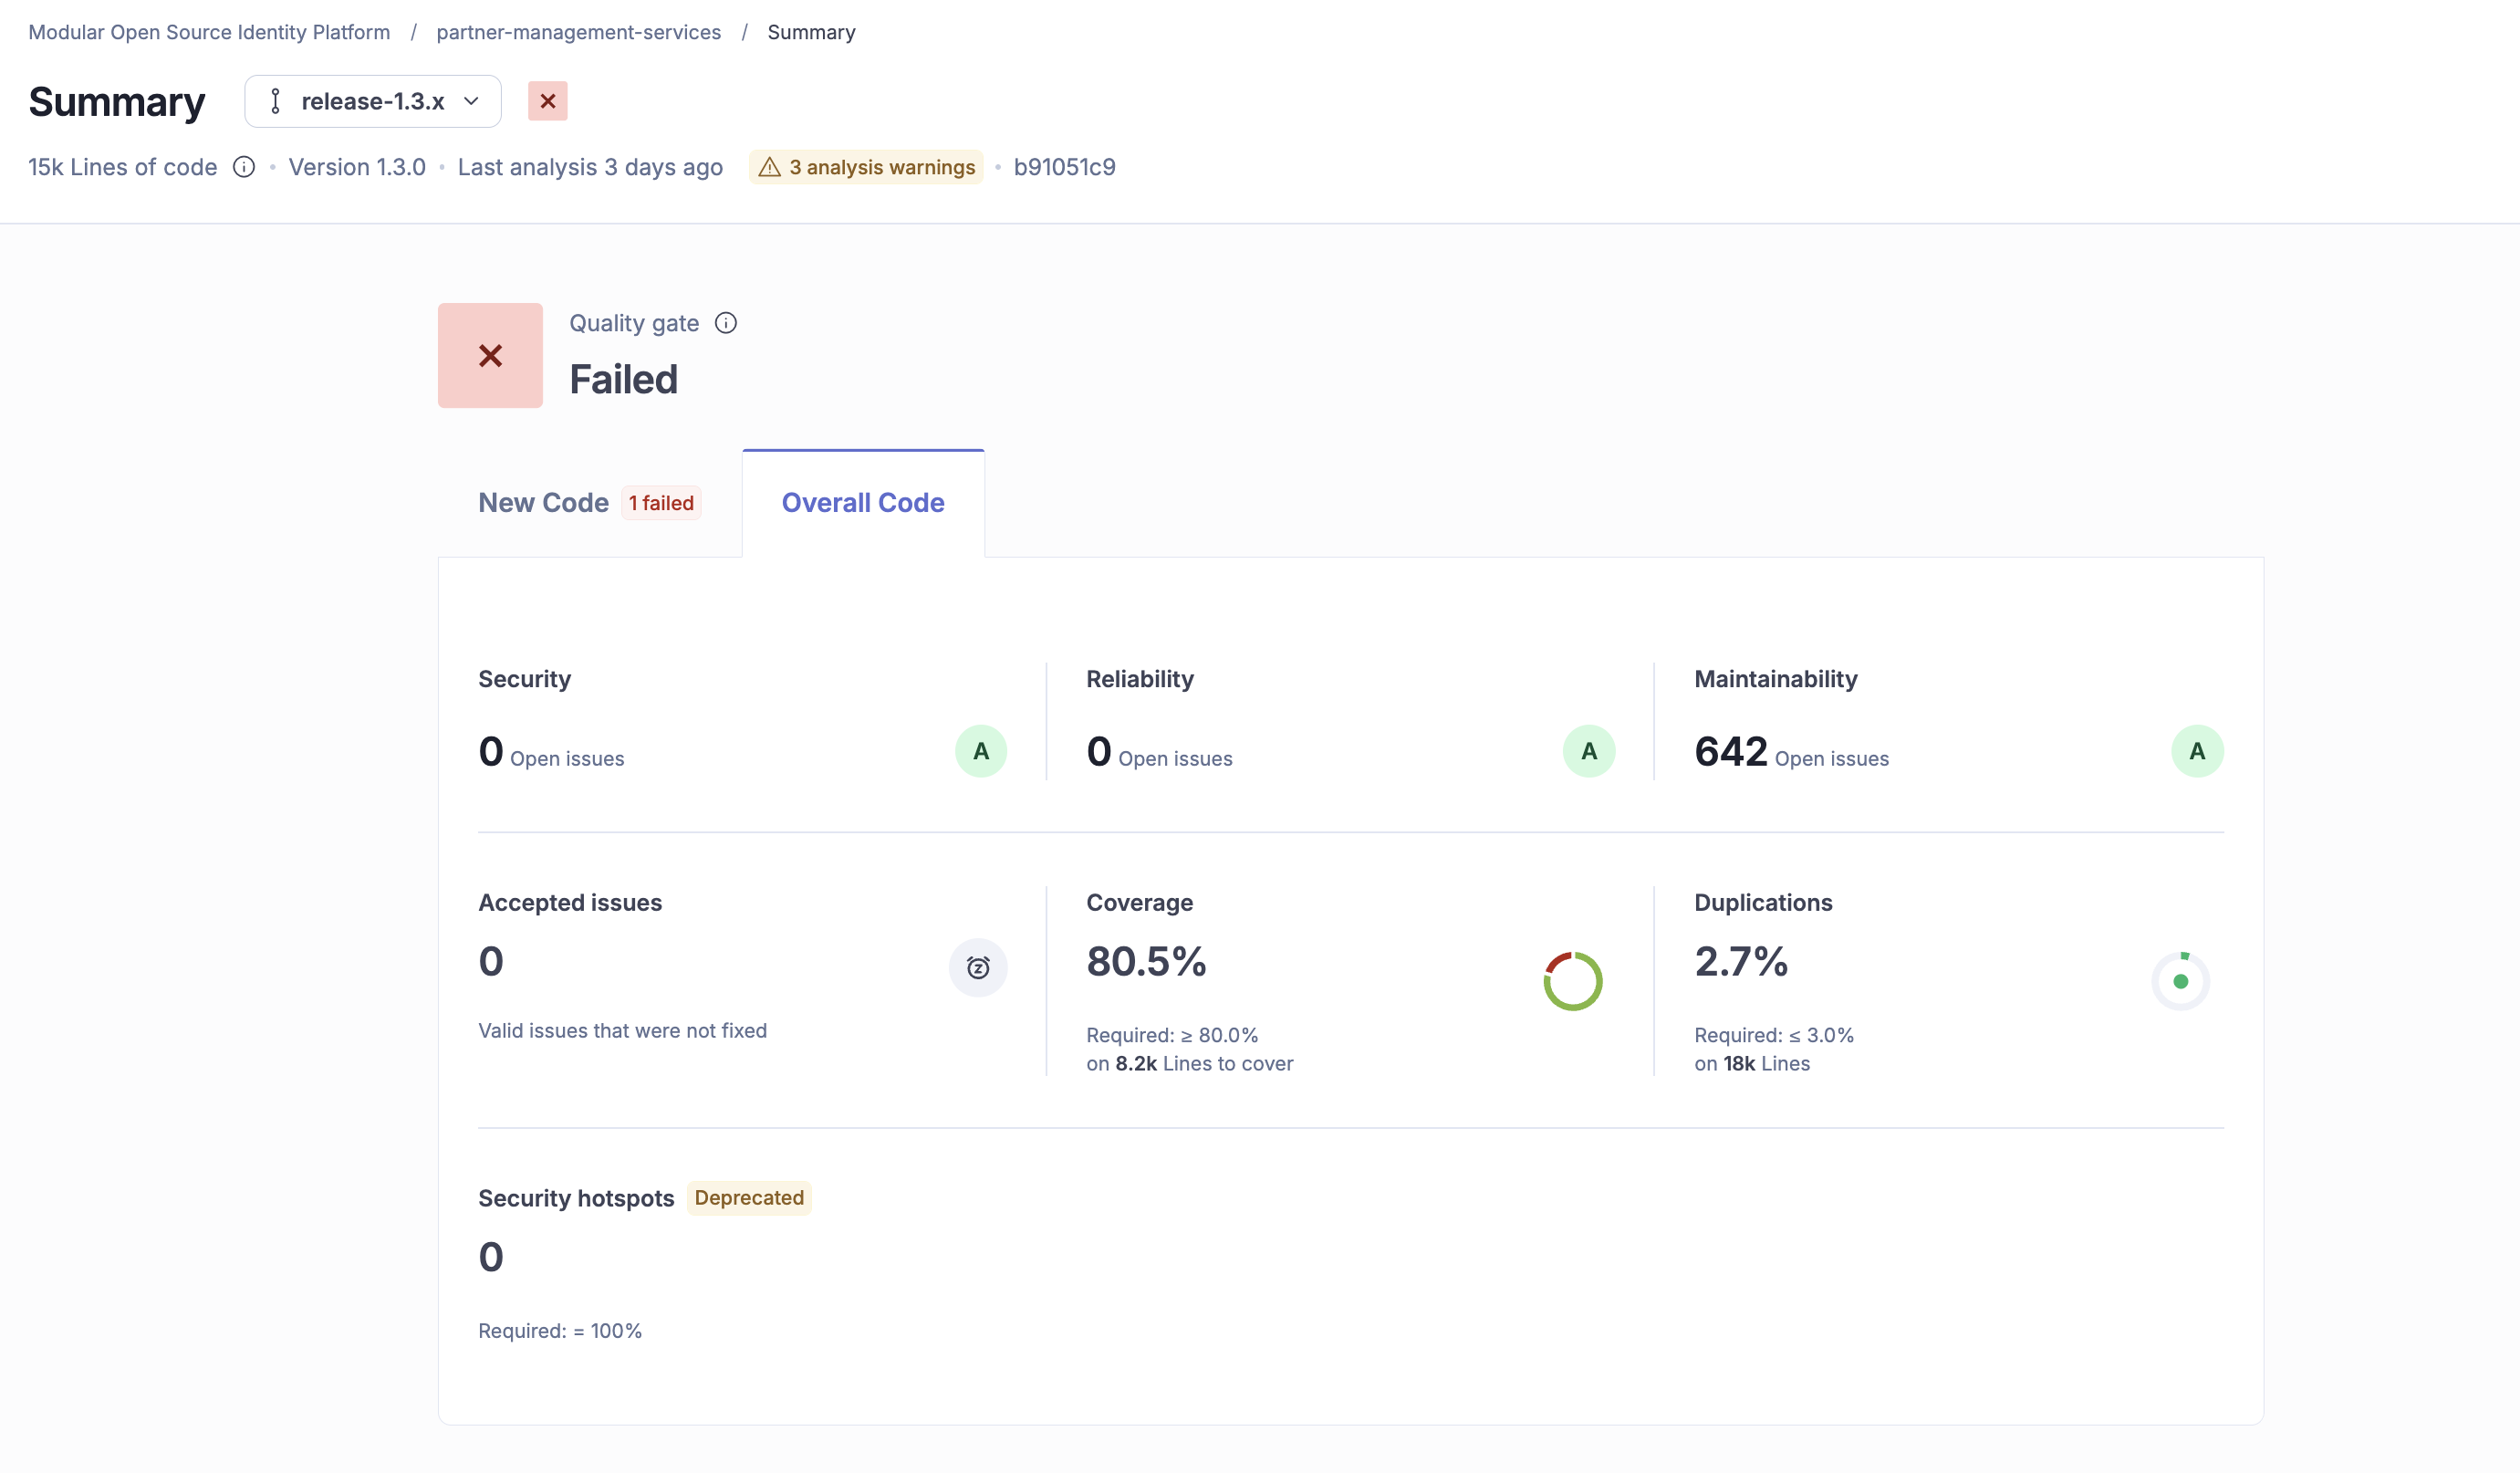 Modular Open Source Identity Platform / partner-management-services / Summary
Summary release-1.3.x
15k Lines of code • Version 1.3.0 • Last analysis 3 days ago 3 analysis warnings • b91051c9
Quality gate
Failed
New Code 1 failed Overall Code
Security Reliability Maintainability
0 Open issues A 0 Open issues A 642 Open issues A
Accepted issues Coverage Duplications
0 80.5% 2.7%
Valid issues that were not fixed Required: ≥ 80.0% Required: ≤ 3.0%
on 8.2k Lines to cover on 18k Lines
Security hotspots Deprecated
0
Required: = 100%